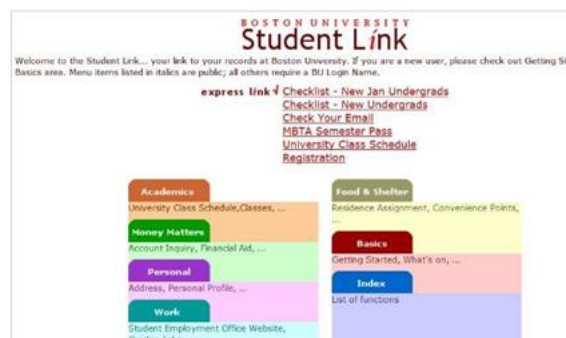 BOSTON UNIVERSITY
Student Link
Welcome to the Student Link... your link to your records at Boston University. If you are a new user, please check out Getting
Basics area. Menu items listed in italics are public; all others require a BU Login Name.
express link
Checklist - New Jan Undergrads
Checklist - New Undergrads
Check Your Email
MBTA Semester Pass
University Class Schedule
Registration
Academics
University Class Schedule,Classes, ...
Money Matters
Account Inquiry, Financial Aid, ...
Personal
Address, Personal Profile, ...
Work
Student Employment Office Website,
Food & Shelter
Residence Assignment, Convenience Points,
...
Basics
Getting Started, What's on, ...
Index
List of functions